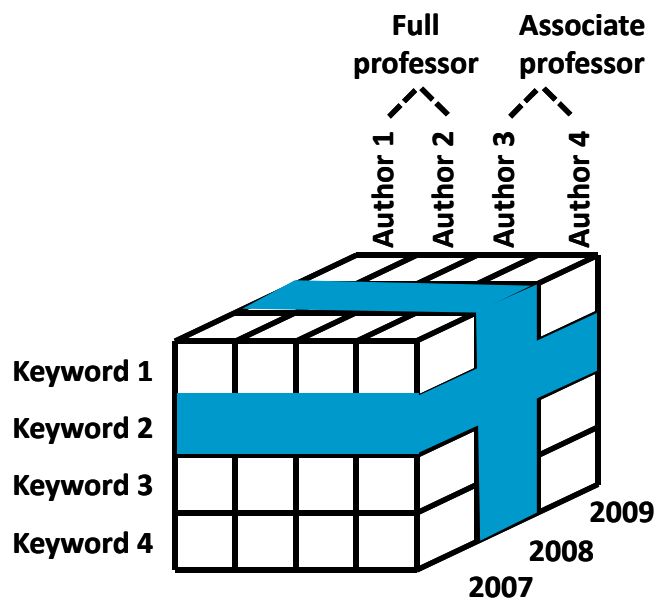 Full
professor
Associate
professor
Author 1
Author 2
Author 3
Author 4
Keyword 1
Keyword 2
Keyword 3
Keyword 4
2009
2008
2007